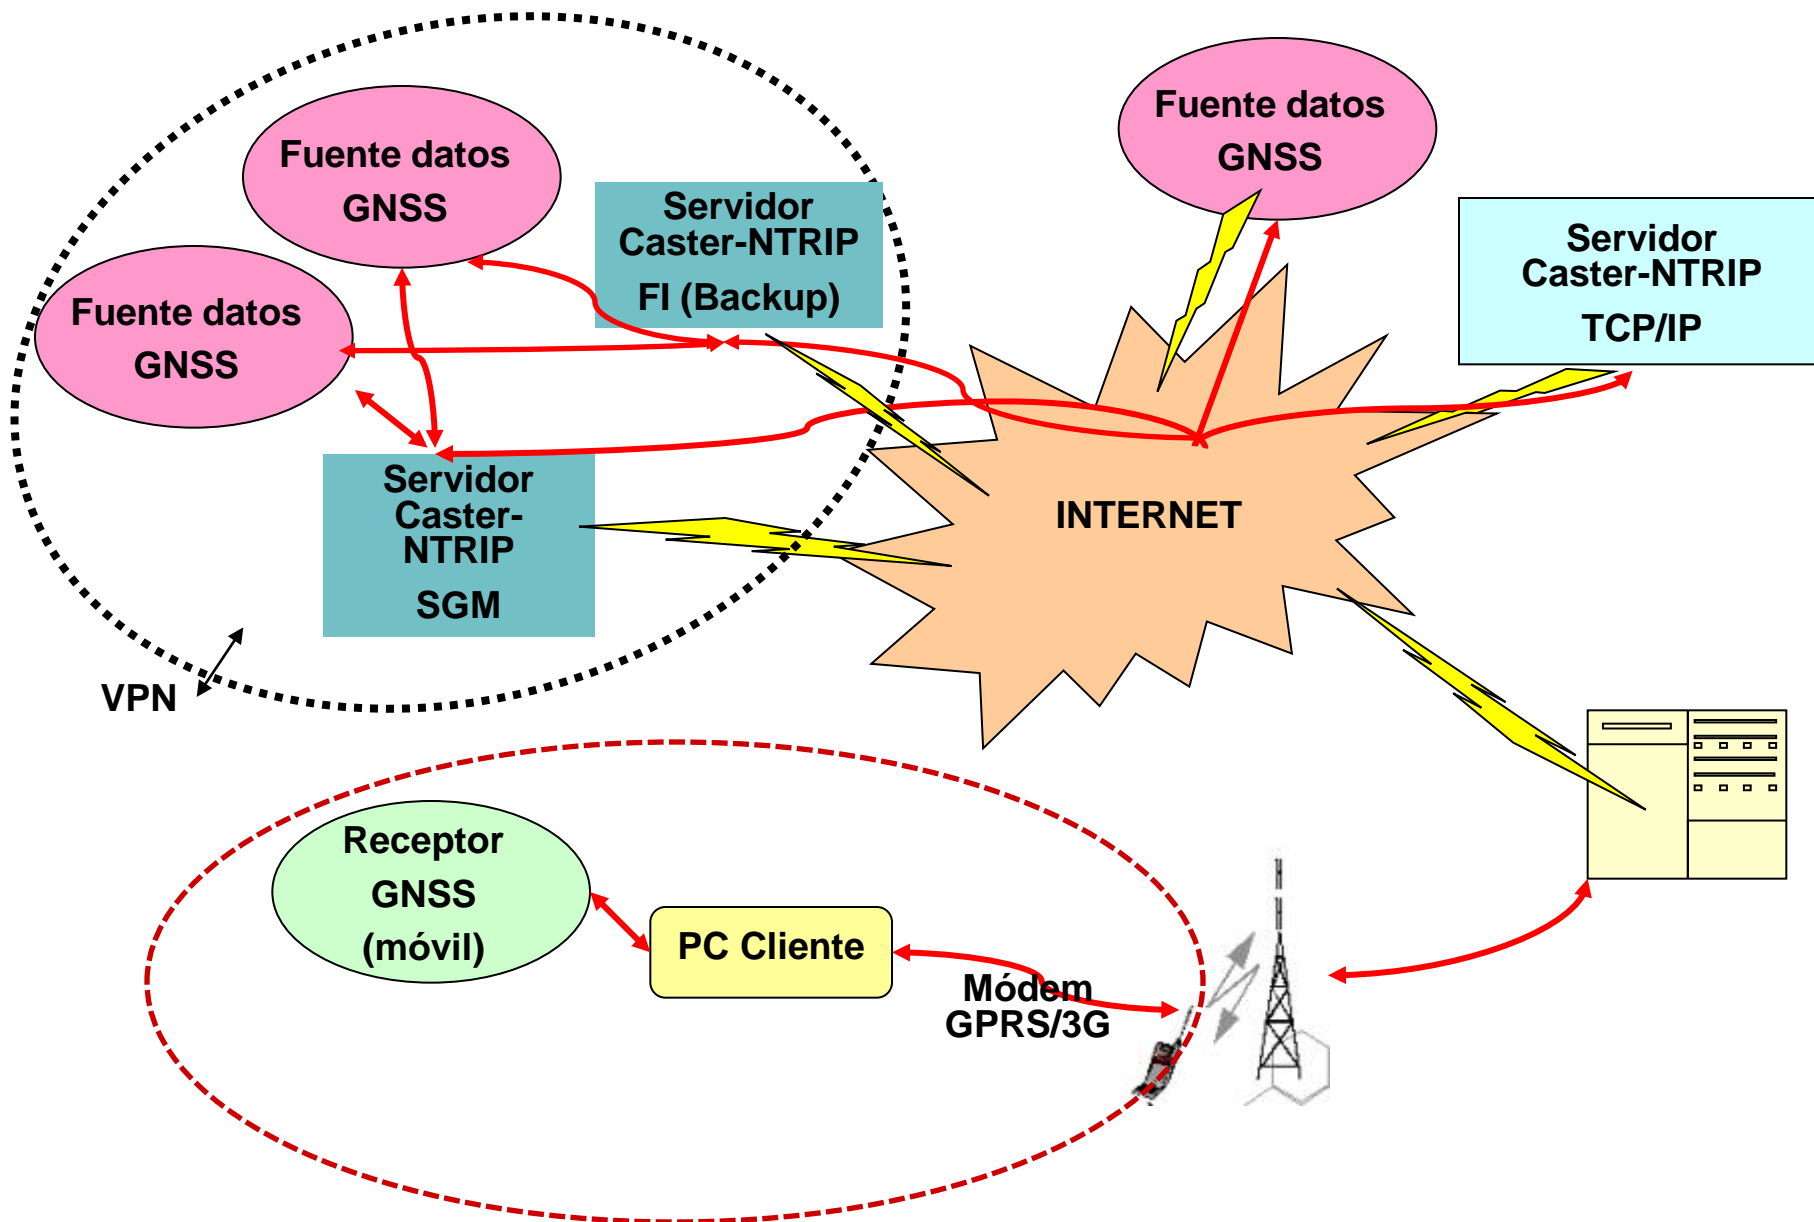 Fuente datos
GNSS
Fuente datos
GNSS
Servidor
Caster-NTRIP
FI (Backup)
Fuente datos
GNSS
Servidor
Caster-NTRIP
TCP/IP
Servidor
Caster-
NTRIP
SGM
INTERNET
VPN
Receptor
GNSS
(móvil)
PC Cliente
Módem
GPRS/3G